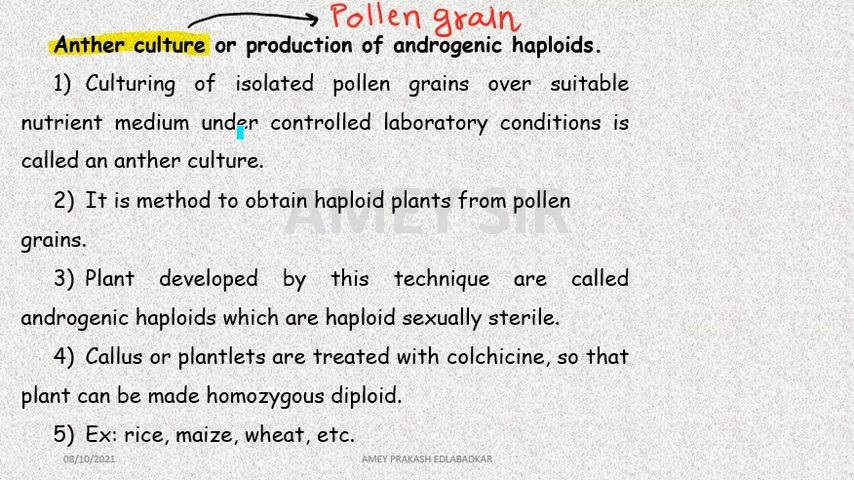 Pollen grain
Anther culture or production of androgenic haploids.
1) Culturing of isolated pollen grains over suitable
nutrient medium under controlled laboratory conditions is
called an anther culture.
2) It is method to obtain haploid plants from pollen
grains.
AMEY SIR
3) Plant developed by this technique are called
androgenic haploids which are haploid sexually sterile.
4) Callus or plantlets are treated with colchicine, so that
plant can be made homozygous diploid.
5) Ex: rice, maize, wheat, etc.
08/10/2021 AMEY PRAKASH EDLABADKAR